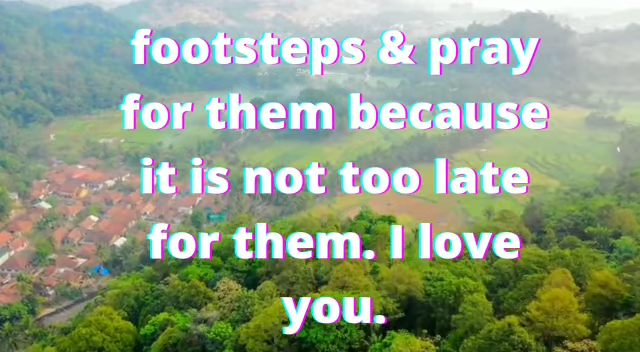 footsteps & pray
for them because
it is not too late
for them. I love
you.